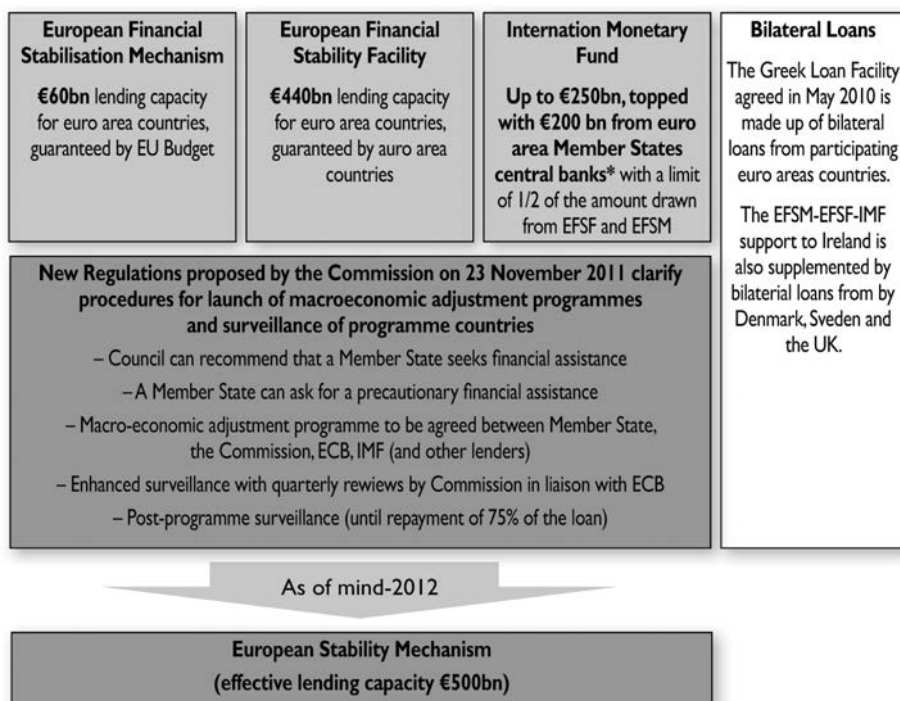 European Financial
Stabilisation Mechanism
€60bn lending capacity
for euro area countries,
guaranteed by EU Budget
European Financial
Stability Facility
€440bn lending capacity
for euro area countries,
guaranteed by auro area
countries
Internation Monetary
Fund
Up to €250bn, topped
with €200 bn from euro
area Member States
central banks* with a limit
of 1/2 of the amount drawn
from EFSF and EFSM
Bilateral Loans
The Greek Loan Facility
agreed in May 2010 is
made up of bilateral
loans from participating
euro areas countries.
The EFSM-EFSF-IMF
support to Ireland is
also supplemented by
bilaterial loans from by
Denmark, Sveden and
the UK.
New Regulations proposed by the Commission on 23 November 2011 clarify
procedures for launch of macroeconomic adjustment programmes
and surveillance of programme countries
– Council can recommend that a Member State seeks financial assistance
– A Member State can ask for a precautionary financial assistance
– Macro-economic adjustment programme to be agreed between Member State,
the Commission, ECB, IMF (and other lenders)
– Enhanced surveillance with quarterly rewiews by Commission in liaison with ECB
– Post-programme surveillance (until repayment of 75% of the loan)
As of mind-2012
European Stability Mechanism
(effective lending capacity €500bn)